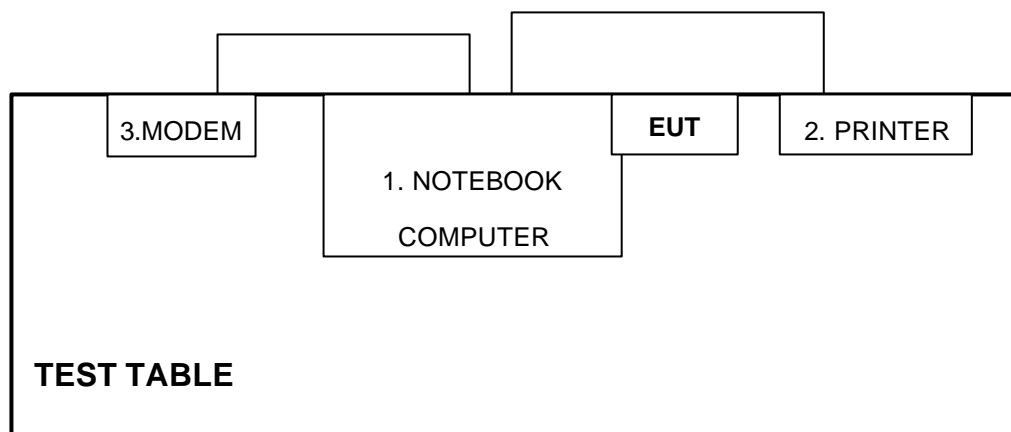 3.MODEM
EUT
2. PRINTER
1. NOTEBOOK
COMPUTER
TEST TABLE